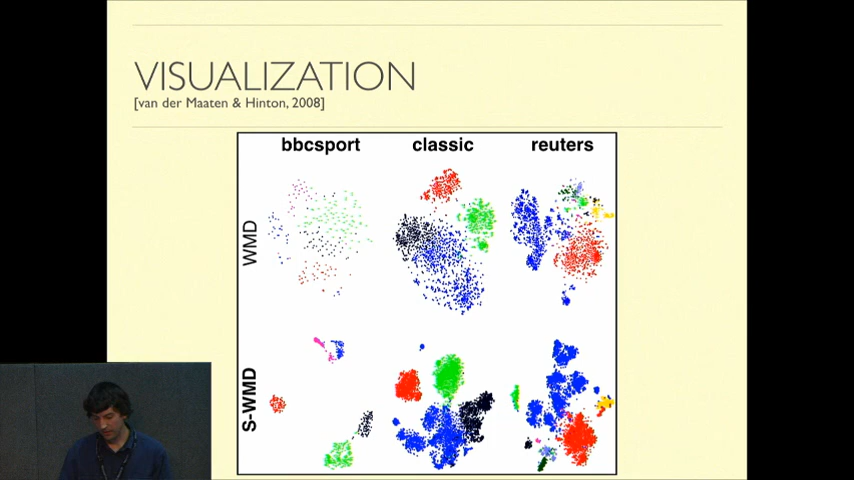 VISUALIZATION
[van der Maaten & Hinton, 2008]
bbcsport classic reuters
WMD
S-WMD